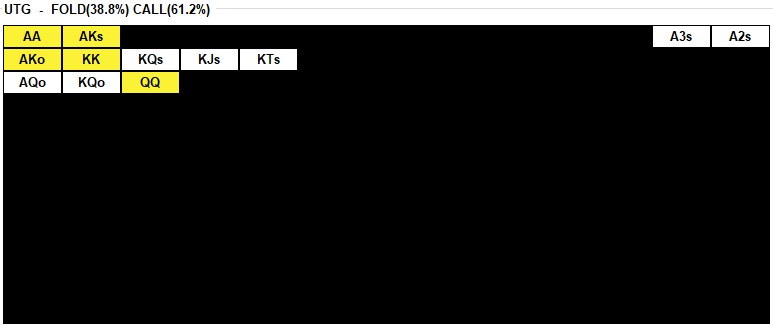 UTG - FOLD(38.8%) CALL(61.2%)
AA AKs A3s A2s
AKo KK KQs KJs KTs
AQo KQo QQ